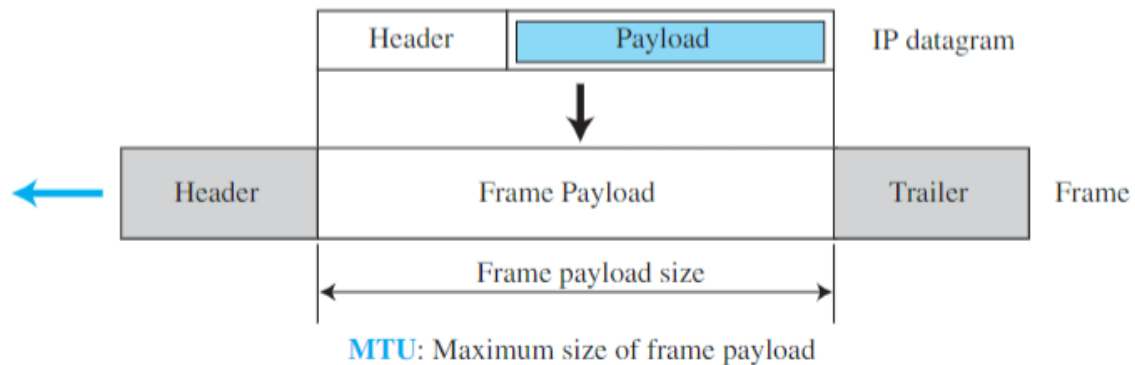 Header Payload IP datagram
Header Frame Payload Trailer Frame
Frame payload size
MTU: Maximum size of frame payload